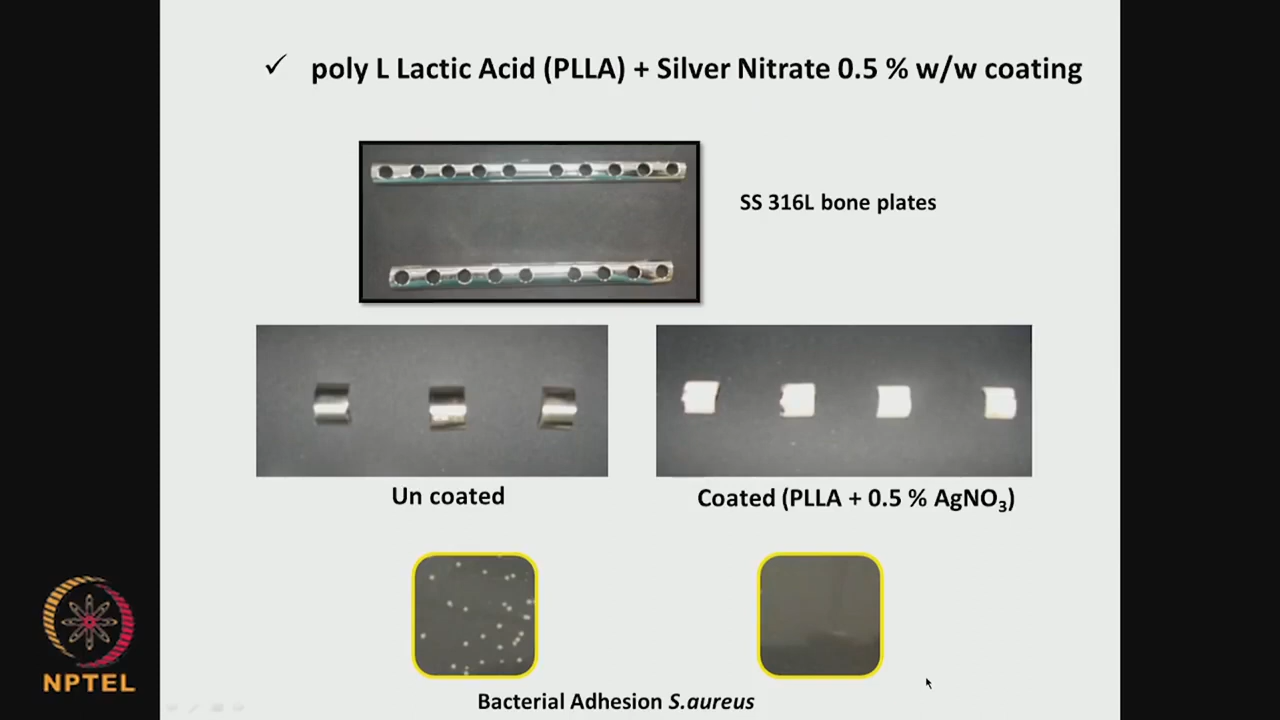 ✓ poly L Lactic Acid (PLLA) + Silver Nitrate 0.5 % w/w coating
SS 316L bone plates
Un coated
Coated (PLLA + 0.5 % AgNO₃)
Bacterial Adhesion S.aureus
NPTEL